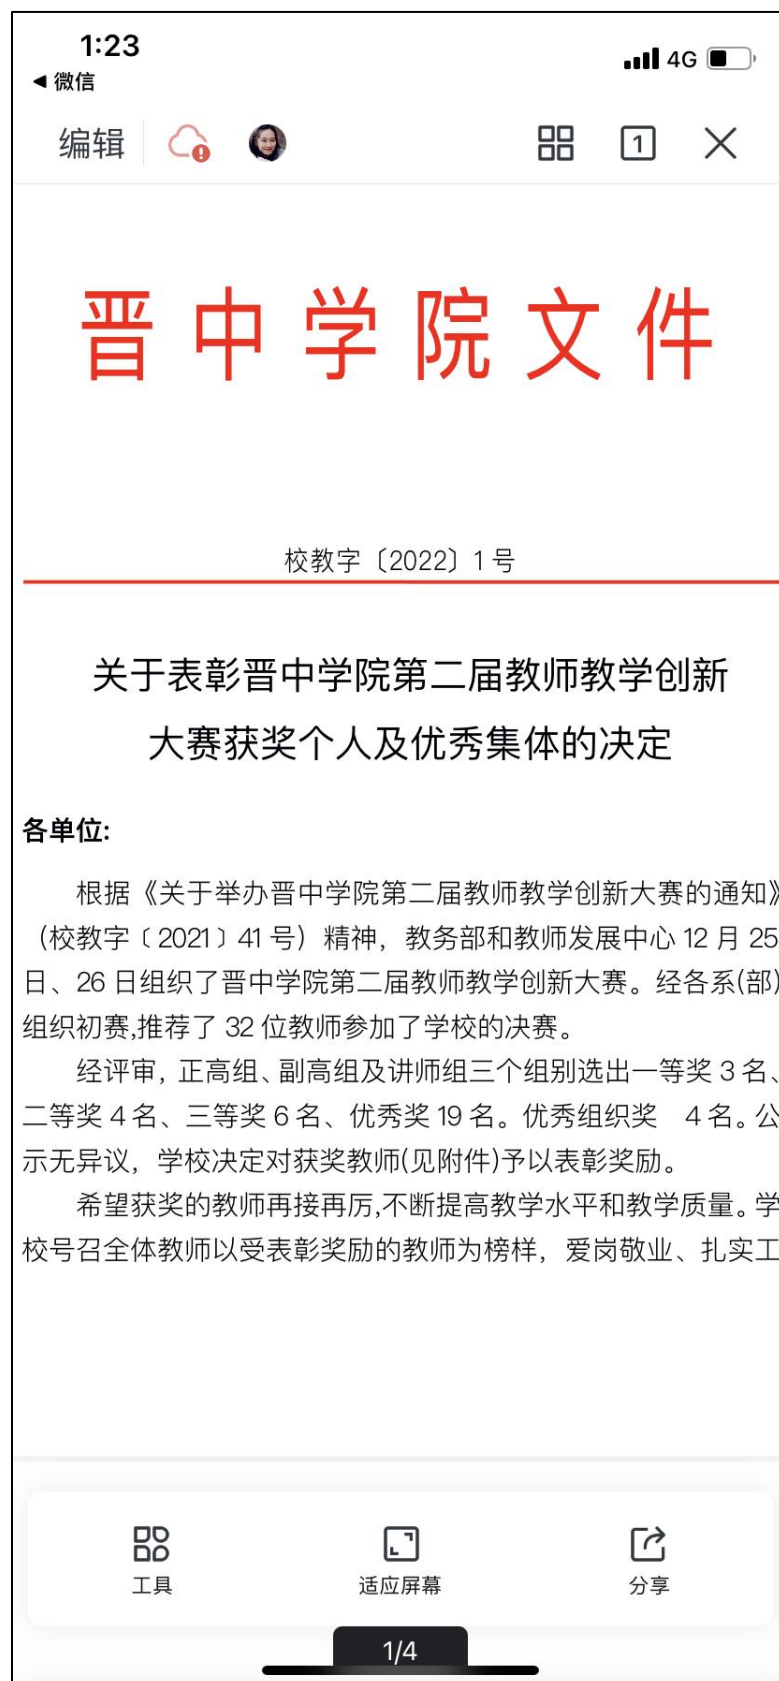 1:23
4G
◀ 微信
编辑
1
晋中学院文件
校教字〔2022〕1号
关于表彰晋中学院第二届教师教学创新
大赛获奖个人及优秀集体的决定
各单位:
根据《关于举办晋中学院第二届教师教学创新大赛的通知》
（校教字〔2021〕41号）精神，教务部和教师发展中心 12 月 25
日、26 日组织了晋中学院第二届教师教学创新大赛。经各系(部)
组织初赛,推荐了 32 位教师参加了学校的决赛。
经评审，正高组、副高组及讲师组三个组别选出一等奖 3 名、
二等奖 4 名、三等奖 6 名、优秀奖 19 名。优秀组织奖　4 名。公
示无异议，学校决定对获奖教师(见附件)予以表彰奖励。
希望获奖的教师再接再厉,不断提高教学水平和教学质量。学
校号召全体教师以受表彰奖励的教师为榜样，爱岗敬业、扎实工
工具
适应屏幕
分享
1/4